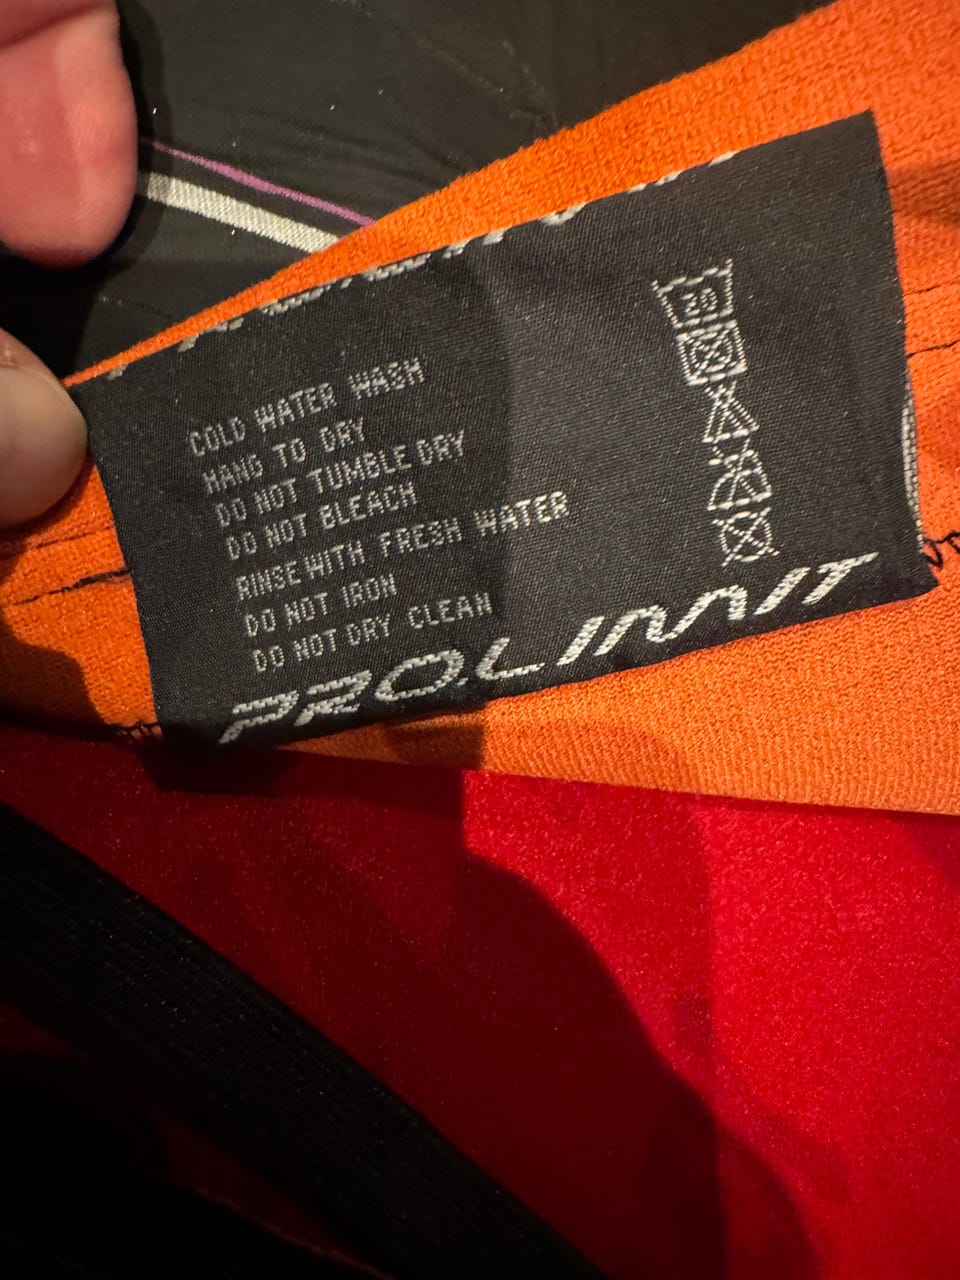 COLD WATER WASH
HANG TO DRY
DO NOT TUMBLE DRY
DO NOT BLEACH
RINSE WITH FRESH WATER
DO NOT IRON
DO NOT DRY CLEAN
PROLIMIT